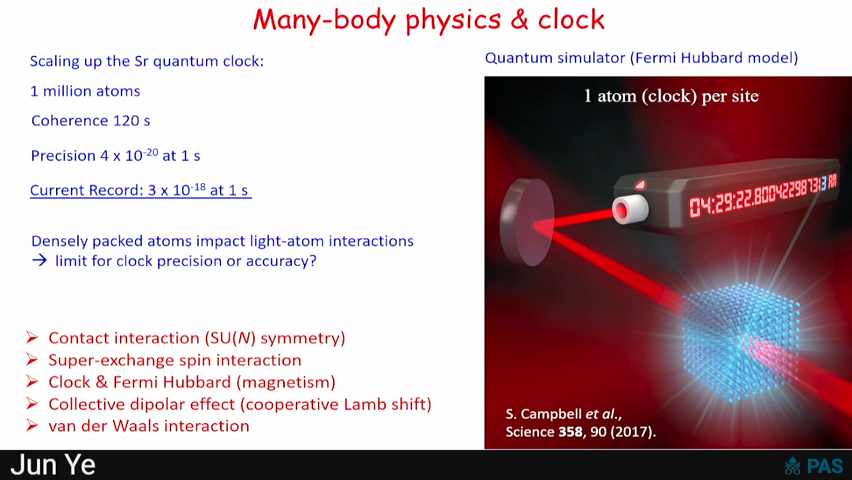 Many-body physics & clock
Scaling up the Sr quantum clock:
1 million atoms
Coherence 120 s
Precision 4 x 10⁻²⁰ at 1 s
Current Record: 3 x 10⁻¹⁸ at 1 s
Densely packed atoms impact light-atom interactions
→ limit for clock precision or accuracy?
➢ Contact interaction (SU(N) symmetry)
➢ Super-exchange spin interaction
➢ Clock & Fermi Hubbard (magnetism)
➢ Collective dipolar effect (cooperative Lamb shift)
➢ van der Waals interaction
Quantum simulator (Fermi Hubbard model)
1 atom (clock) per site
S. Campbell et al.,
Science 358, 90 (2017).
Jun Ye
PAS